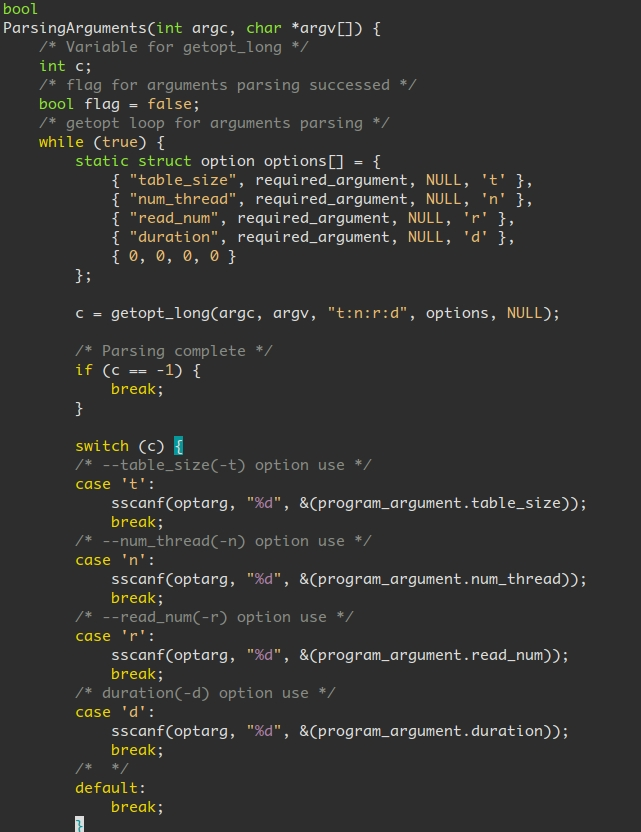 bool
ParsingArguments(int argc, char *argv[]) {
    /* Variable for getopt_long */
    int c;
    /* flag for arguments parsing successed */
    bool flag = false;
    /* getopt loop for arguments parsing */
    while (true) {
        static struct option options[] = {
            { "table_size", required_argument, NULL, 't' },
            { "num_thread", required_argument, NULL, 'n' },
            { "read_num", required_argument, NULL, 'r' },
            { "duration", required_argument, NULL, 'd' },
            { 0, 0, 0, 0 }
        };

        c = getopt_long(argc, argv, "t:n:r:d", options, NULL);

        /* Parsing complete */
        if (c == -1) {
            break;
        }

        switch (c) {
        /* --table_size(-t) option use */
        case 't':
            sscanf(optarg, "%d", &(program_argument.table_size));
            break;
        /* --num_thread(-n) option use */
        case 'n':
            sscanf(optarg, "%d", &(program_argument.num_thread));
            break;
        /* --read_num(-r) option use */
        case 'r':
            sscanf(optarg, "%d", &(program_argument.read_num));
            break;
        /* duration(-d) option use */
        case 'd':
            sscanf(optarg, "%d", &(program_argument.duration));
            break;
        /*  */
        default:
            break;
        }